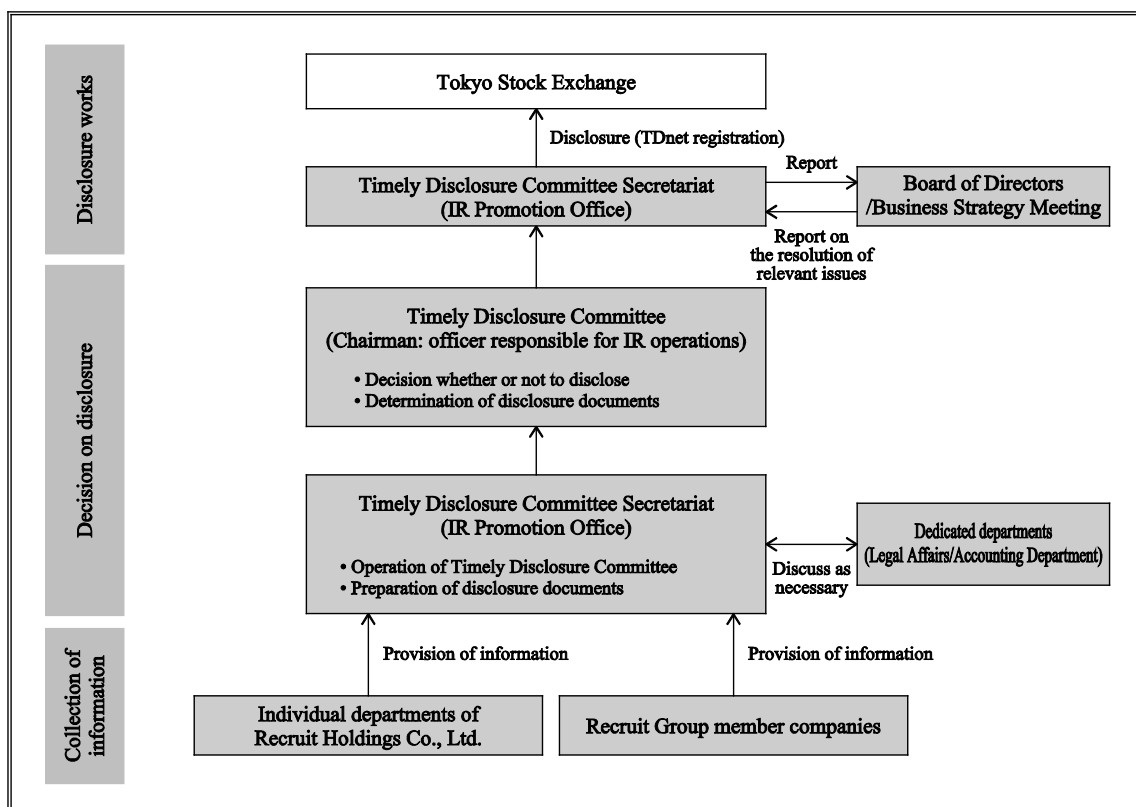 Disclosure works
Tokyo Stock Exchange
Disclosure (TDnet registration)
Timely Disclosure Committee Secretariat
(IR Promotion Office)
Report
Board of Directors
/Business Strategy Meeting
Report on
the resolution of
relevant issues
Decision on disclosure
Timely Disclosure Committee
(Chairman: officer responsible for IR operations)
• Decision whether or not to disclose
• Determination of disclosure documents
Timely Disclosure Committee Secretariat
(IR Promotion Office)
• Operation of Timely Disclosure Committee
• Preparation of disclosure documents
Discuss as
necessary
Dedicated departments
(Legal Affairs/Accounting Department)
Collection of
information
Provision of information
Provision of information
Individual departments of
Recruit Holdings Co., Ltd.
Recruit Group member companies